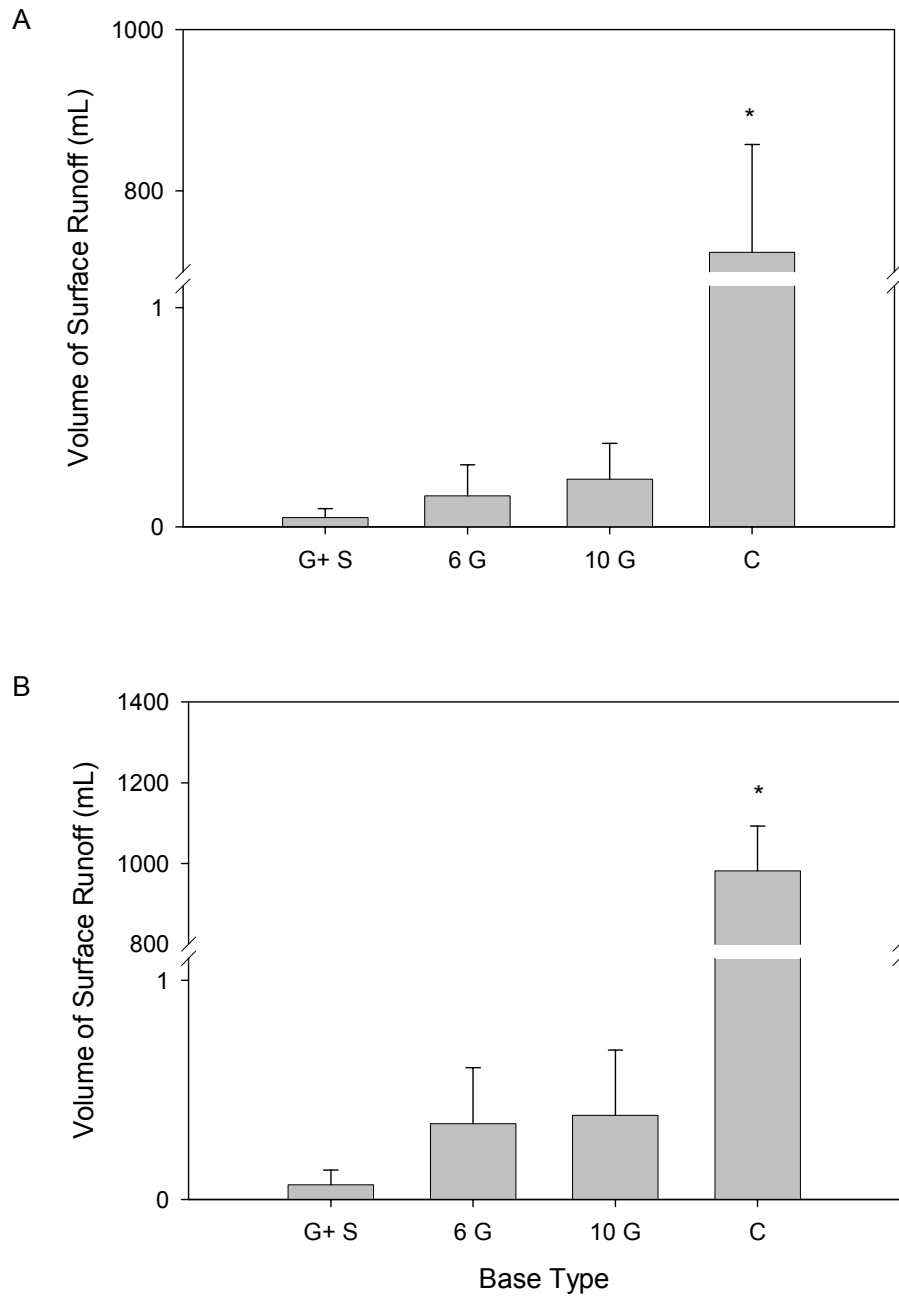 A
Volume of Surface Runoff (mL)
1000
800
1
0
*
G+ S 6 G 10 G C
B
Volume of Surface Runoff (mL)
1400
1200
1000
800
1
0
*
G+ S 6 G 10 G C
Base Type